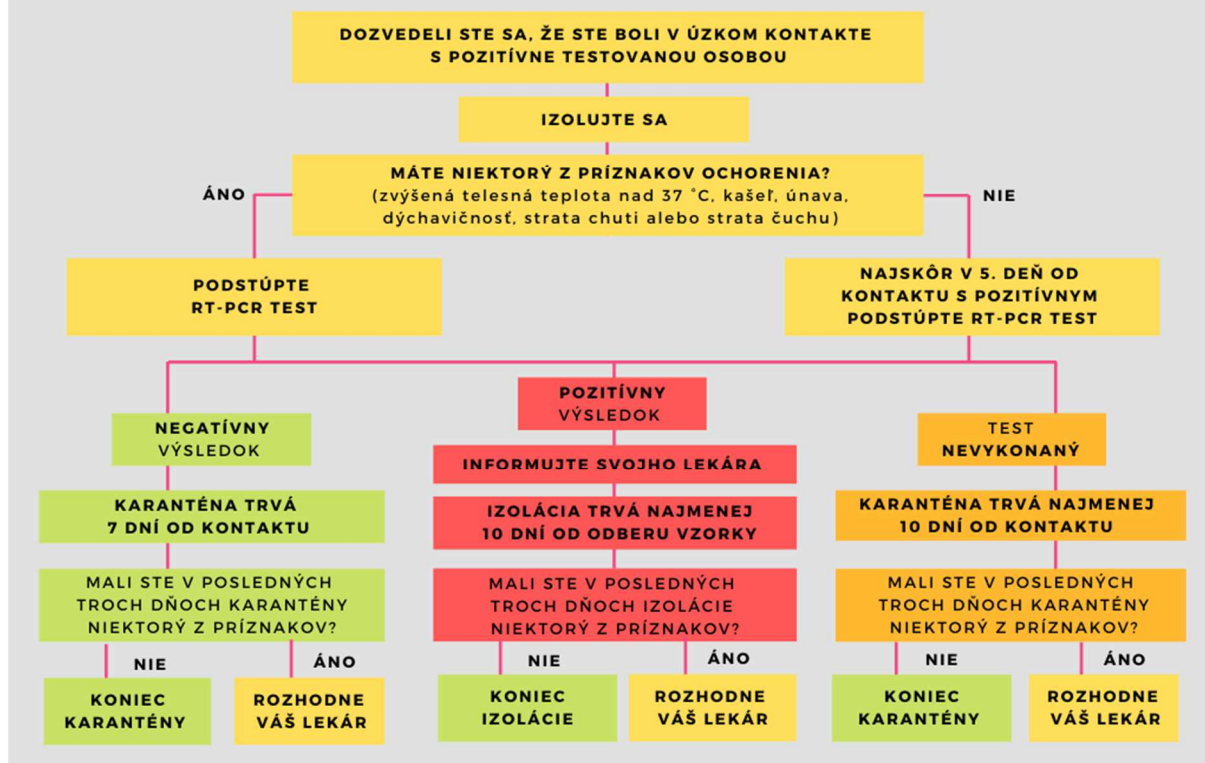 DOZVEDELI STE SA, ŽE STE BOLI V ÚZKOM KONTAKTE
S POZITÍVNE TESTOVANOU OSOBOU
IZOLUJTE SA
MÁTE NIEKTORÝ Z PRÍZNAKOV OCHORENIA?
(zvýšená telesná teplota nad 37 °C, kašeľ, únava,
dýchavičnosť, strata chuti alebo strata čuchu)
ÁNO
NIE
PODSTÚPTE
RT-PCR TEST
NAJSKÔR V 5. DEŇ OD
KONTAKTU S POZITÍVNYM
PODSTÚPTE RT-PCR TEST
NEGATÍVNY
VÝSLEDOK
KARANTÉNA TRVÁ
7 DNÍ OD KONTAKTU
MALI STE V POSLEDNÝCH
TROCH DŇOCH KARANTÉNY
NIEKTORÝ Z PRÍZNAKOV?
NIE
ÁNO
KONIEC
KARANTÉNY
ROZHODNE
VÁŠ LEKÁR
POZITÍVNY
VÝSLEDOK
INFORMUJTE SVOJHO LEKÁRA
IZOLÁCIA TRVÁ NAJMENEJ
10 DNÍ OD ODBERU VZORKY
MALI STE V POSLEDNÝCH
TROCH DŇOCH IZOLÁCIE
NIEKTORÝ Z PRÍZNAKOV?
NIE
ÁNO
KONIEC
IZOLÁCIE
ROZHODNE
VÁŠ LEKÁR
TEST
NEVYKONANÝ
KARANTÉNA TRVÁ NAJMENEJ
10 DNÍ OD KONTAKTU
MALI STE V POSLEDNÝCH
TROCH DŇOCH KARANTÉNY
NIEKTORÝ Z PRÍZNAKOV?
NIE
ÁNO
KONIEC
KARANTÉNY
ROZHODNE
VÁŠ LEKÁR